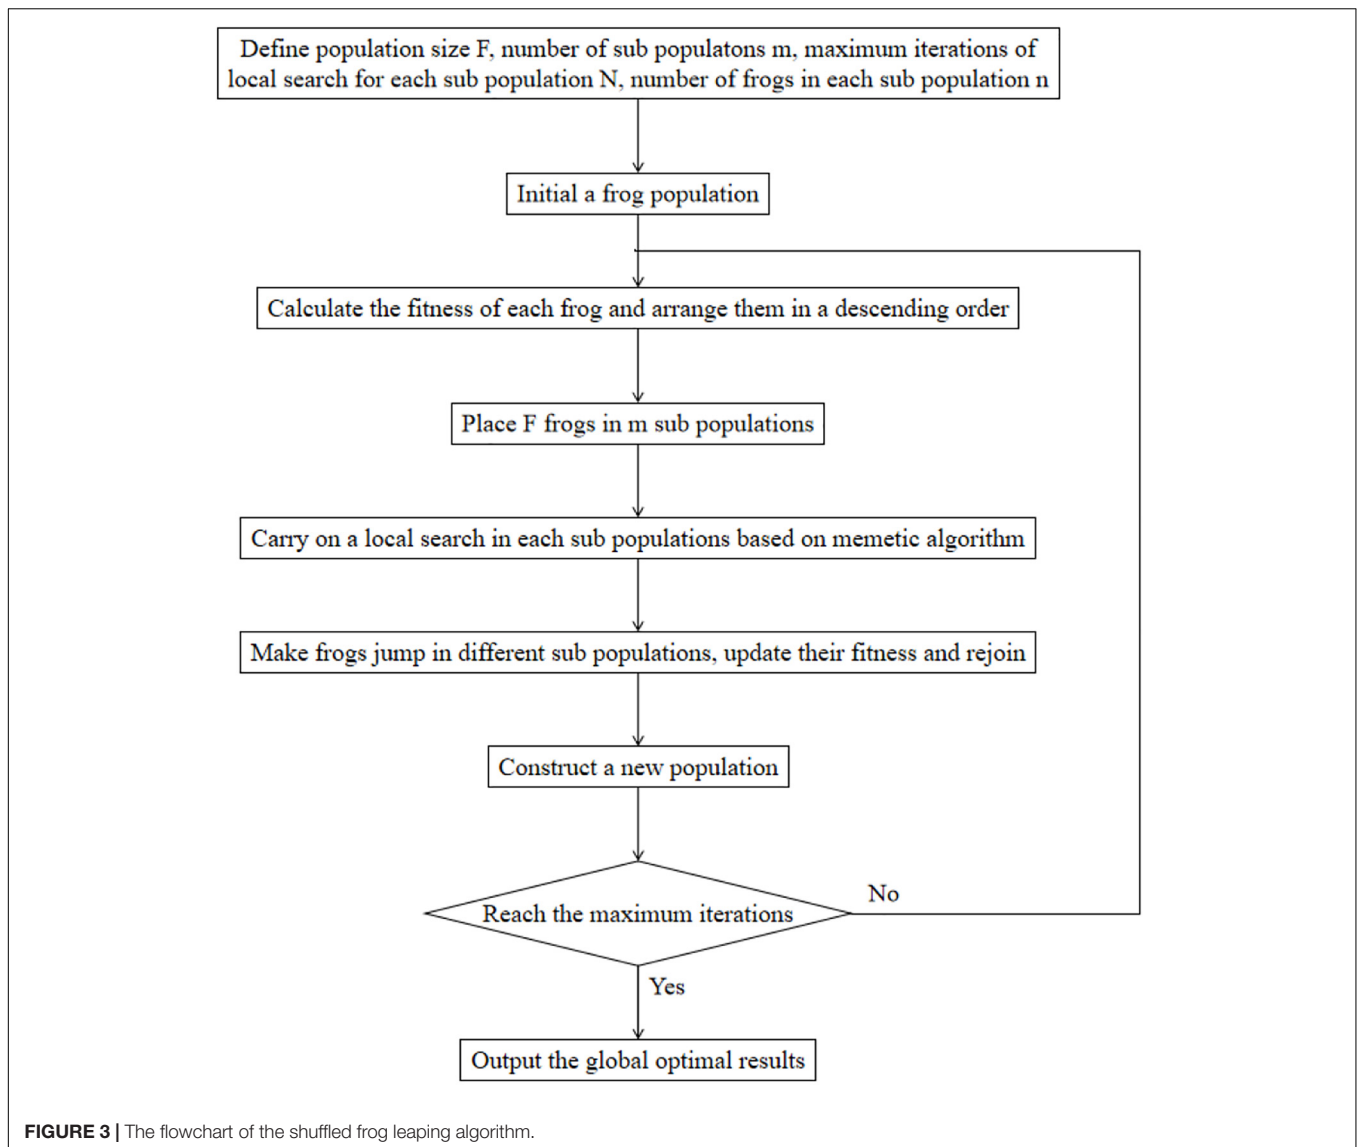 Define population size F, number of sub populatons m, maximum iterations of
local search for each sub population N, number of frogs in each sub population n
Initial a frog population
Calculate the fitness of each frog and arrange them in a descending order
Place F frogs in m sub populations
Carry on a local search in each sub populations based on memetic algorithm
Make frogs jump in different sub populations, update their fitness and rejoin
Construct a new population
Reach the maximum iterations
No
Yes
Output the global optimal results
FIGURE 3 | The flowchart of the shuffled frog leaping algorithm.